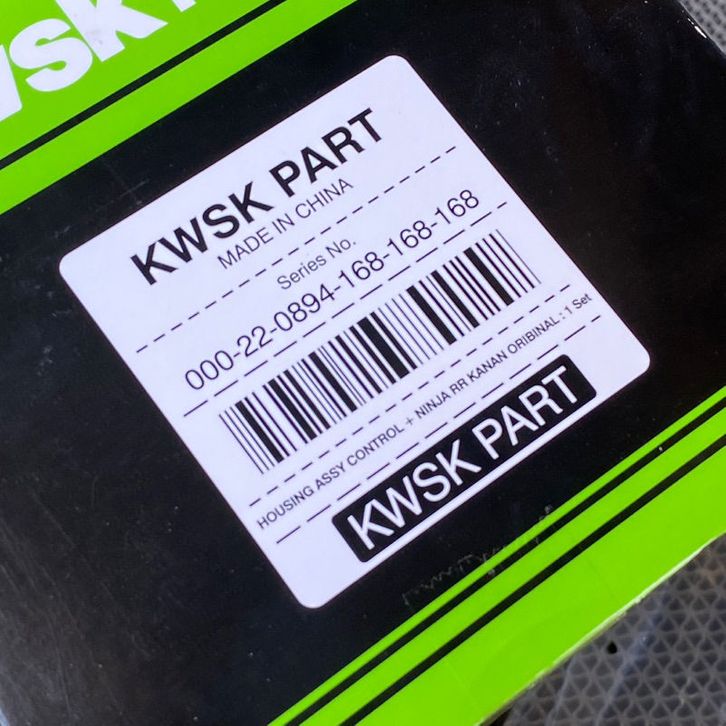 KWSK PART
MADE IN CHINA
Series No.
000-22-0894-168-168-168
HOUSING ASSY CONTROL + NINJA RR KANAN ORIBINAL : 1 Set
KWSK PART